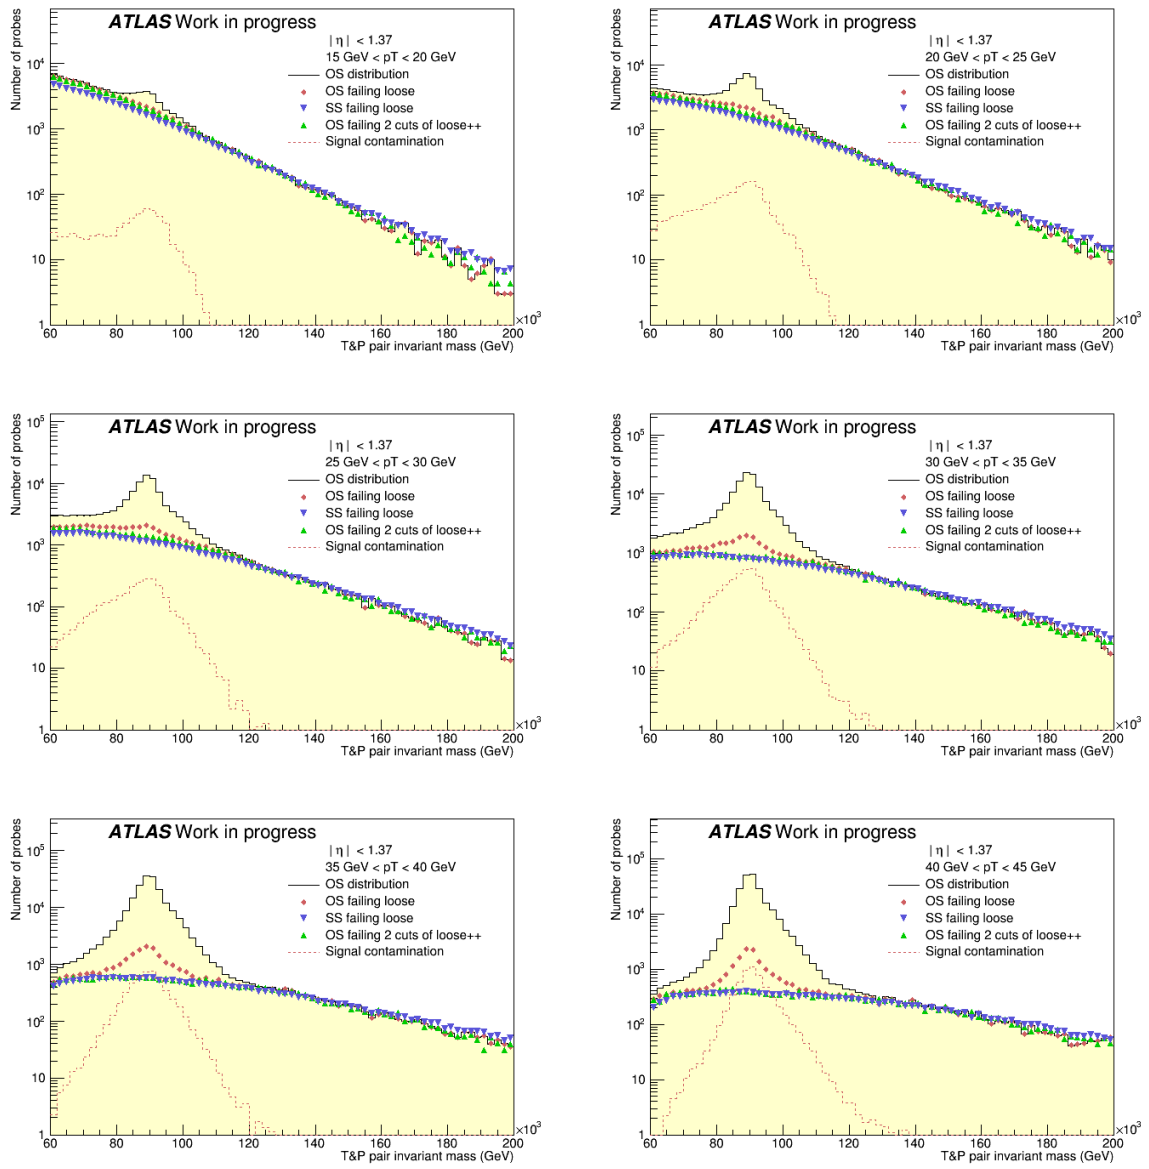 Number of probes
ATLAS Work in progress
|η| < 1.37
15 GeV < pT < 20 GeV
OS distribution
OS failing loose
SS failing loose
OS failing 2 cuts of loose++
Signal contamination
10⁴
10³
10²
10
1
60 80 100 120 140 160 180 200
×10³
T&P pair invariant mass (GeV)
Number of probes
ATLAS Work in progress
|η| < 1.37
20 GeV < pT < 25 GeV
OS distribution
OS failing loose
SS failing loose
OS failing 2 cuts of loose++
Signal contamination
10⁴
10³
10²
10
1
60 80 100 120 140 160 180 200
×10³
T&P pair invariant mass (GeV)
Number of probes
ATLAS Work in progress
|η| < 1.37
25 GeV < pT < 30 GeV
OS distribution
OS failing loose
SS failing loose
OS failing 2 cuts of loose++
Signal contamination
10⁵
10⁴
10³
10²
10
1
60 80 100 120 140 160 180 200
×10³
T&P pair invariant mass (GeV)
Number of probes
ATLAS Work in progress
|η| < 1.37
30 GeV < pT < 35 GeV
OS distribution
OS failing loose
SS failing loose
OS failing 2 cuts of loose++
Signal contamination
10⁵
10⁴
10³
10²
10
1
60 80 100 120 140 160 180 200
×10³
T&P pair invariant mass (GeV)
Number of probes
ATLAS Work in progress
|η| < 1.37
35 GeV < pT < 40 GeV
OS distribution
OS failing loose
SS failing loose
OS failing 2 cuts of loose++
Signal contamination
10⁵
10⁴
10³
10²
10
1
60 80 100 120 140 160 180 200
×10³
T&P pair invariant mass (GeV)
Number of probes
ATLAS Work in progress
|η| < 1.37
40 GeV < pT < 45 GeV
OS distribution
OS failing loose
SS failing loose
OS failing 2 cuts of loose++
Signal contamination
10⁵
10⁴
10³
10²
10
1
60 80 100 120 140 160 180 200
×10³
T&P pair invariant mass (GeV)